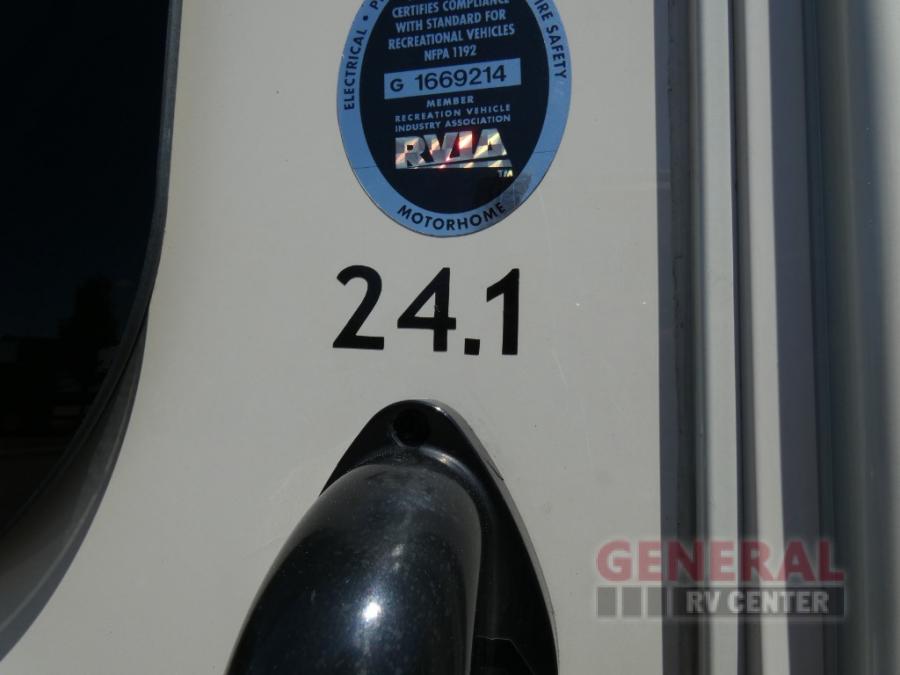 CERTIFIES COMPLIANCE
WITH STANDARD FOR
RECREATIONAL VEHICLES
NFPA 1192
ELECTRICAL •
FIRE SAFETY
G 1669214
MEMBER
RECREATION VEHICLE
INDUSTRY ASSOCIATION
RVIA
TM
MOTORHOME
24.1
GENERAL
RV CENTER